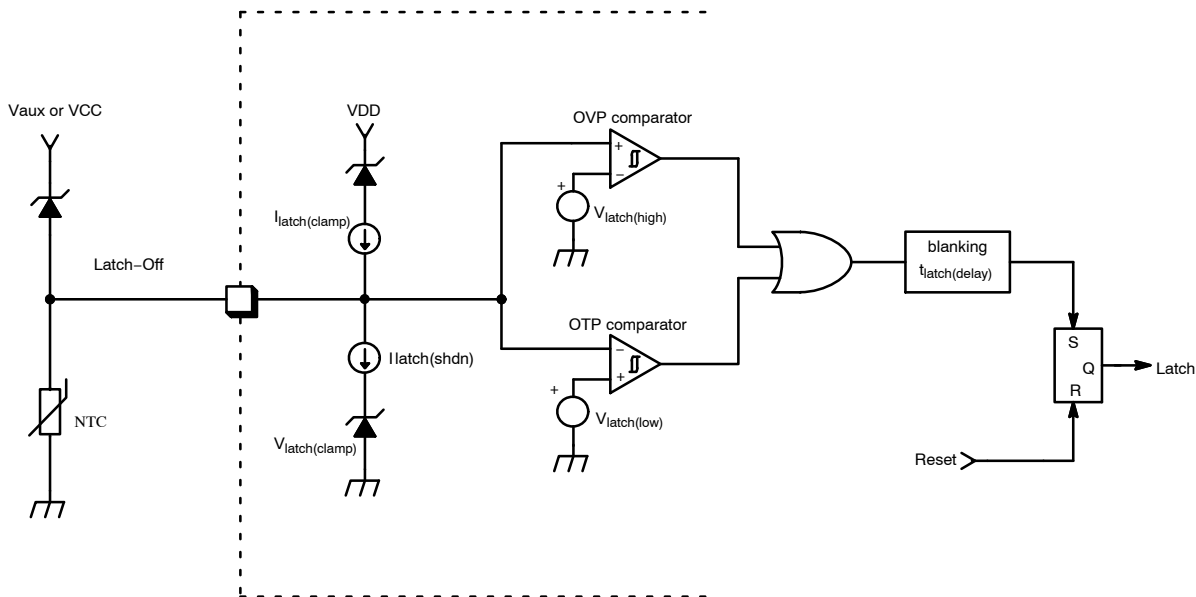 Vaux or VCC
VDD
OVP comparator
+
−
+
Vlatch(high)
Ilatch(clamp)
Latch−Off
blanking
tlatch(delay)
OTP comparator
−
+
+
Ilatch(shdn)
Vlatch(low)
NTC
Vlatch(clamp)
S
Q
R
Latch
Reset